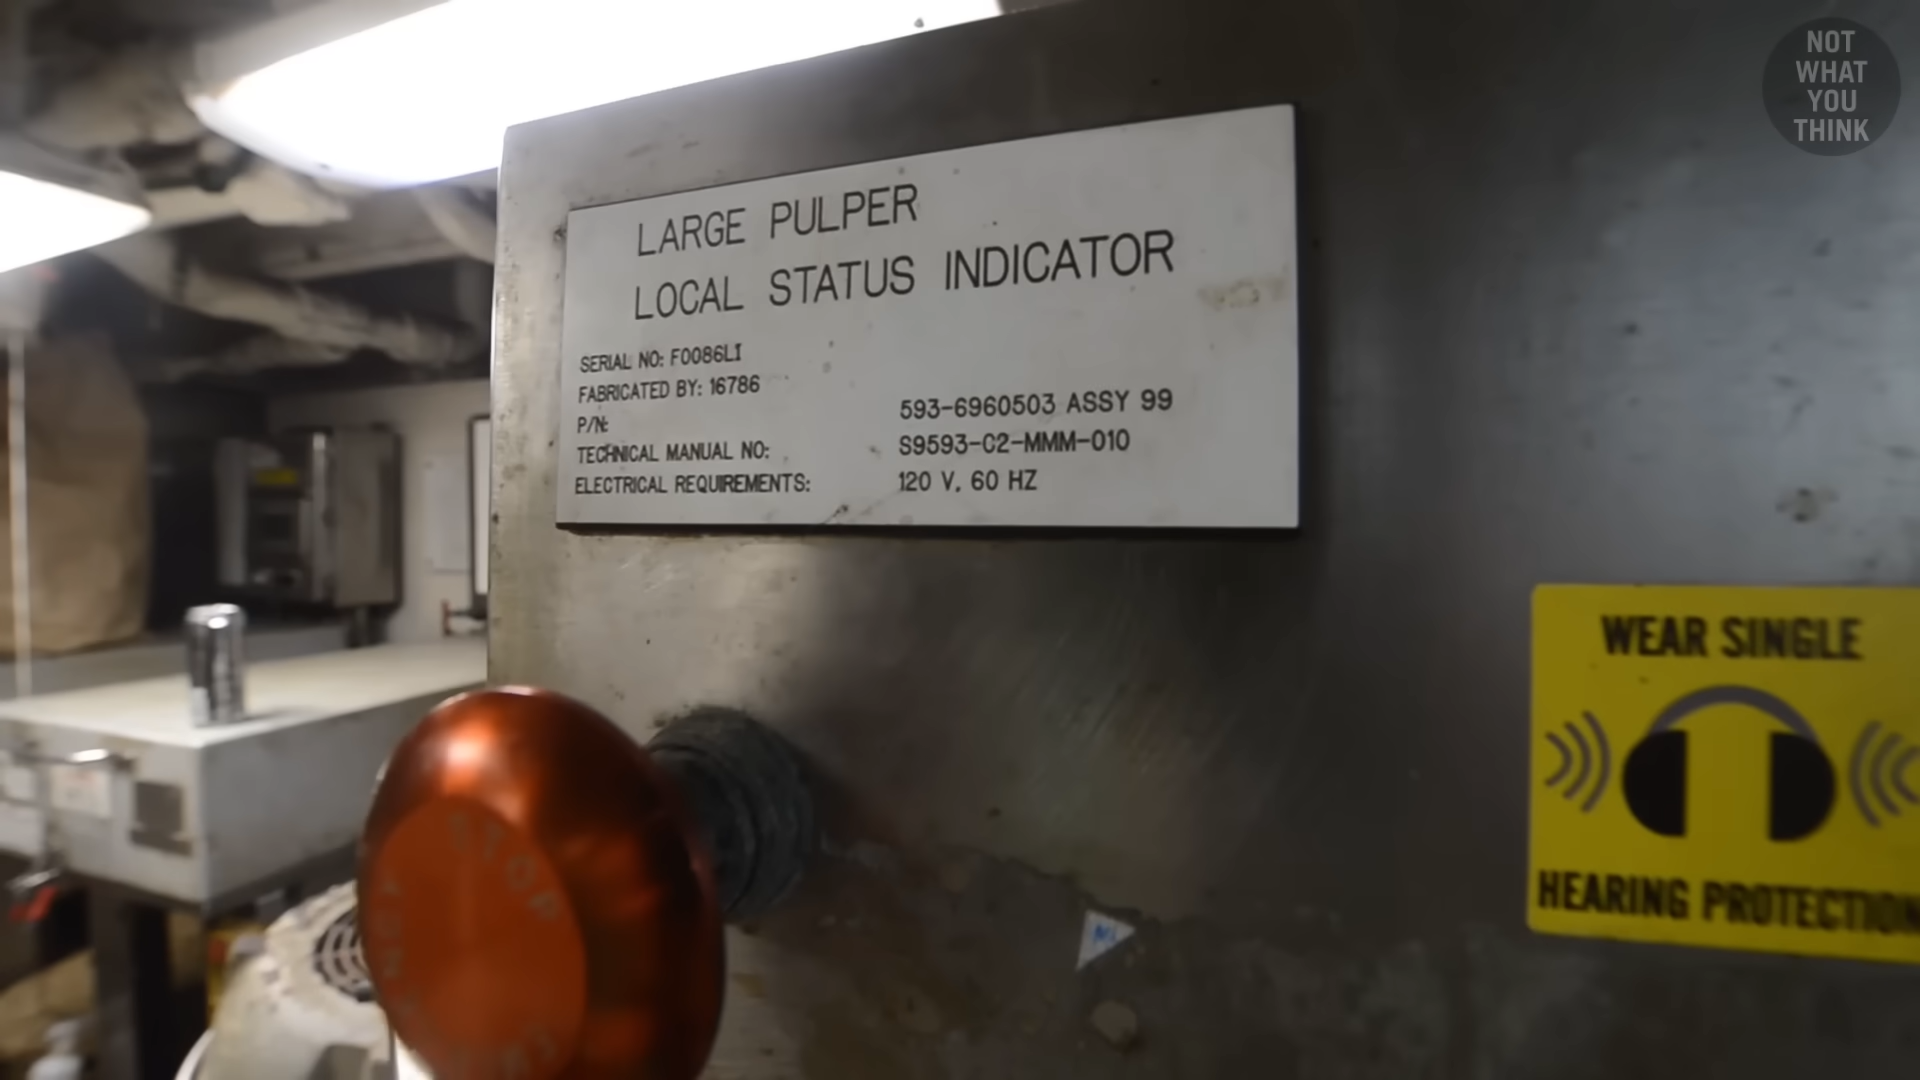 NOT
WHAT
YOU
THINK
LARGE PULPER
LOCAL STATUS INDICATOR
SERIAL NO: F0086LI
FABRICATED BY: 16786
P/N: 593-6960503 ASSY 99
TECHNICAL MANUAL NO: S9593-C2-MMM-010
ELECTRICAL REQUIREMENTS: 120 V, 60 HZ
WEAR SINGLE
HEARING PROTECTION
STOP